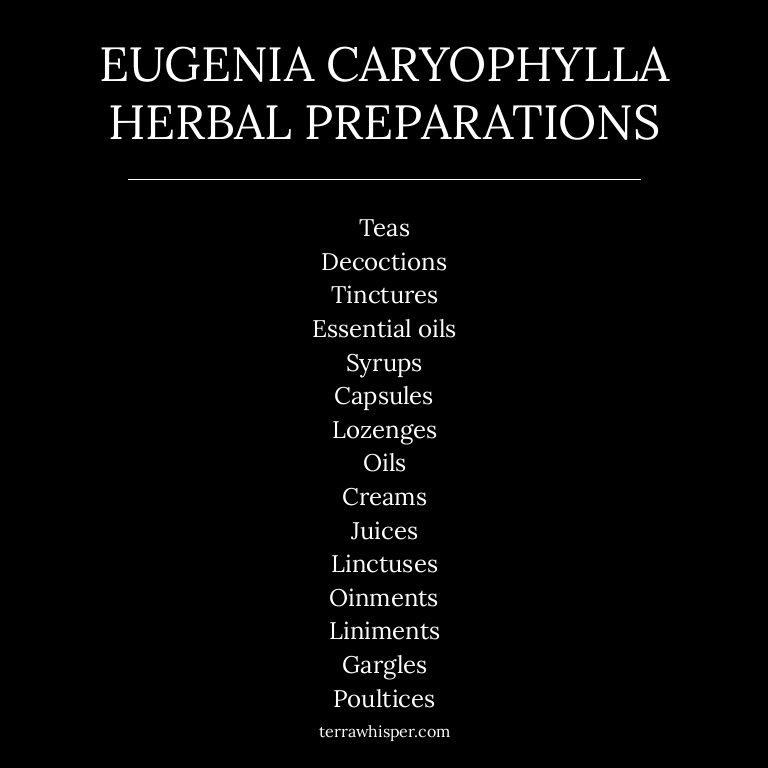 EUGENIA CARYOPHYLLA
HERBAL PREPARATIONS
Teas
Decoctions
Tinctures
Essential oils
Syrups
Capsules
Lozenges
Oils
Creams
Juices
Linctuses
Oinments
Liniments
Gargles
Poultices
terrawhisper.com